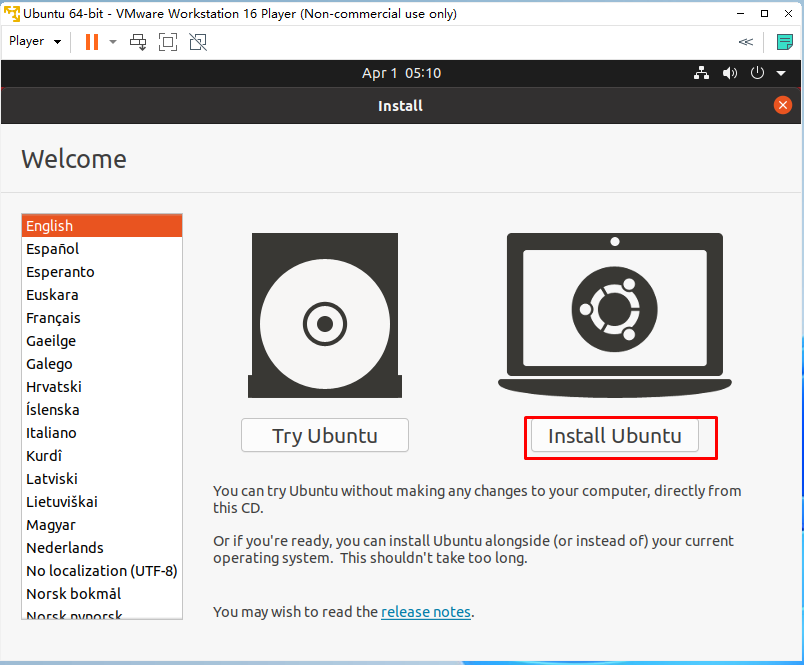 Ubuntu 64-bit - VMware Workstation 16 Player (Non-commercial use only)
Player
Apr 1 05:10
Install
Welcome
English
Español
Esperanto
Euskara
Français
Gaeilge
Galego
Hrvatski
Íslenska
Italiano
Kurdî
Latviski
Lietuviškai
Magyar
Nederlands
No localization (UTF-8)
Norsk bokmål
Norsk nynorsk
Try Ubuntu
Install Ubuntu
You can try Ubuntu without making any changes to your computer, directly from
this CD.
Or if you're ready, you can install Ubuntu alongside (or instead of) your current
operating system. This shouldn't take too long.
You may wish to read the release notes.